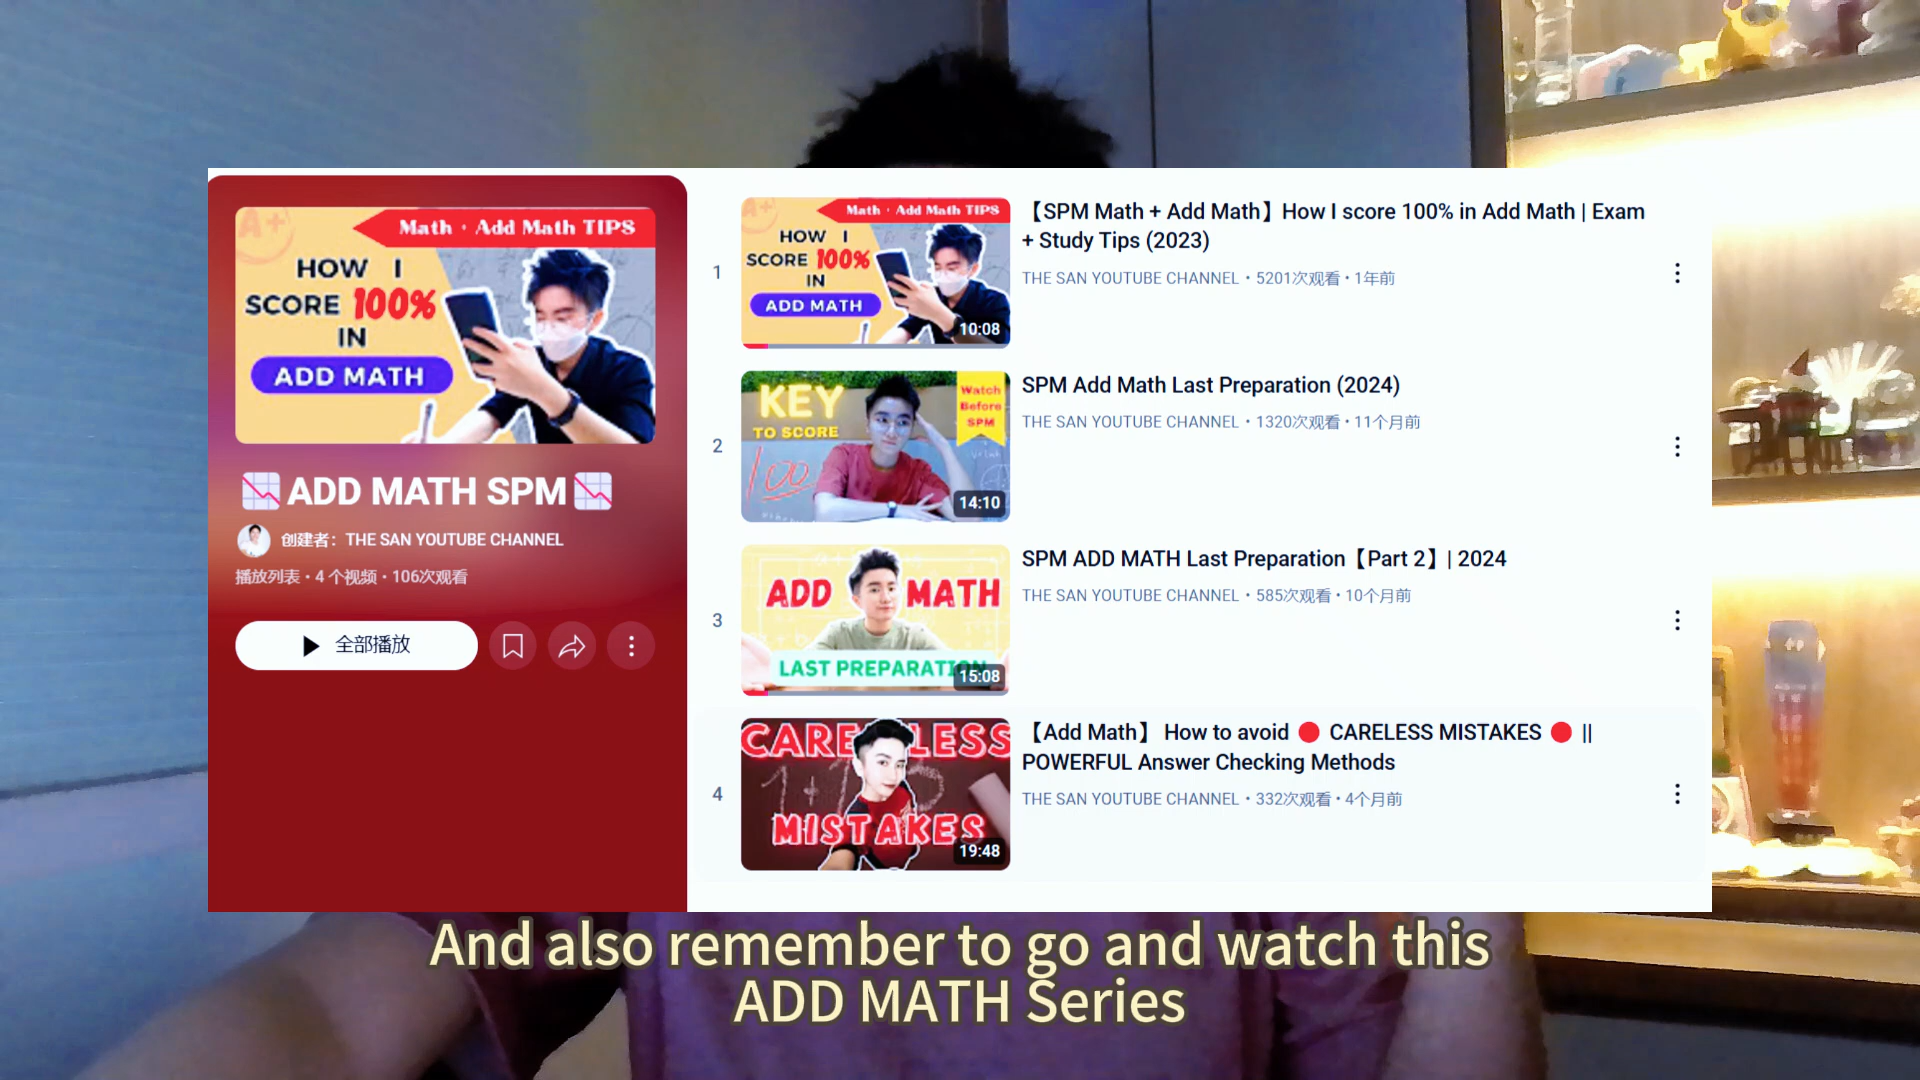 A+
Math · Add Math TIPS
HOW I
SCORE 100%
IN
ADD MATH
📉ADD MATH SPM📉
创建者：THE SAN YOUTUBE CHANNEL
播放列表 • 4 个视频 • 106次观看
全部播放
1
A+
Math · Add Math TIPS
HOW I
SCORE 100%
IN
ADD MATH
10:08
【SPM Math + Add Math】How I score 100% in Add Math | Exam
+ Study Tips (2023)
THE SAN YOUTUBE CHANNEL • 5201次观看 • 1年前
2
KEY
TO SCORE
100
Watch
Before
SPM
14:10
SPM Add Math Last Preparation (2024)
THE SAN YOUTUBE CHANNEL • 1320次观看 • 11个月前
3
ADD MATH
LAST PREPARATION
15:08
SPM ADD MATH Last Preparation【Part 2】| 2024
THE SAN YOUTUBE CHANNEL • 585次观看 • 10个月前
4
CARELESS
MISTAKES
19:48
【Add Math】 How to avoid 🔴 CARELESS MISTAKES 🔴 ||
POWERFUL Answer Checking Methods
THE SAN YOUTUBE CHANNEL • 332次观看 • 4个月前
And also remember to go and watch this
ADD MATH Series